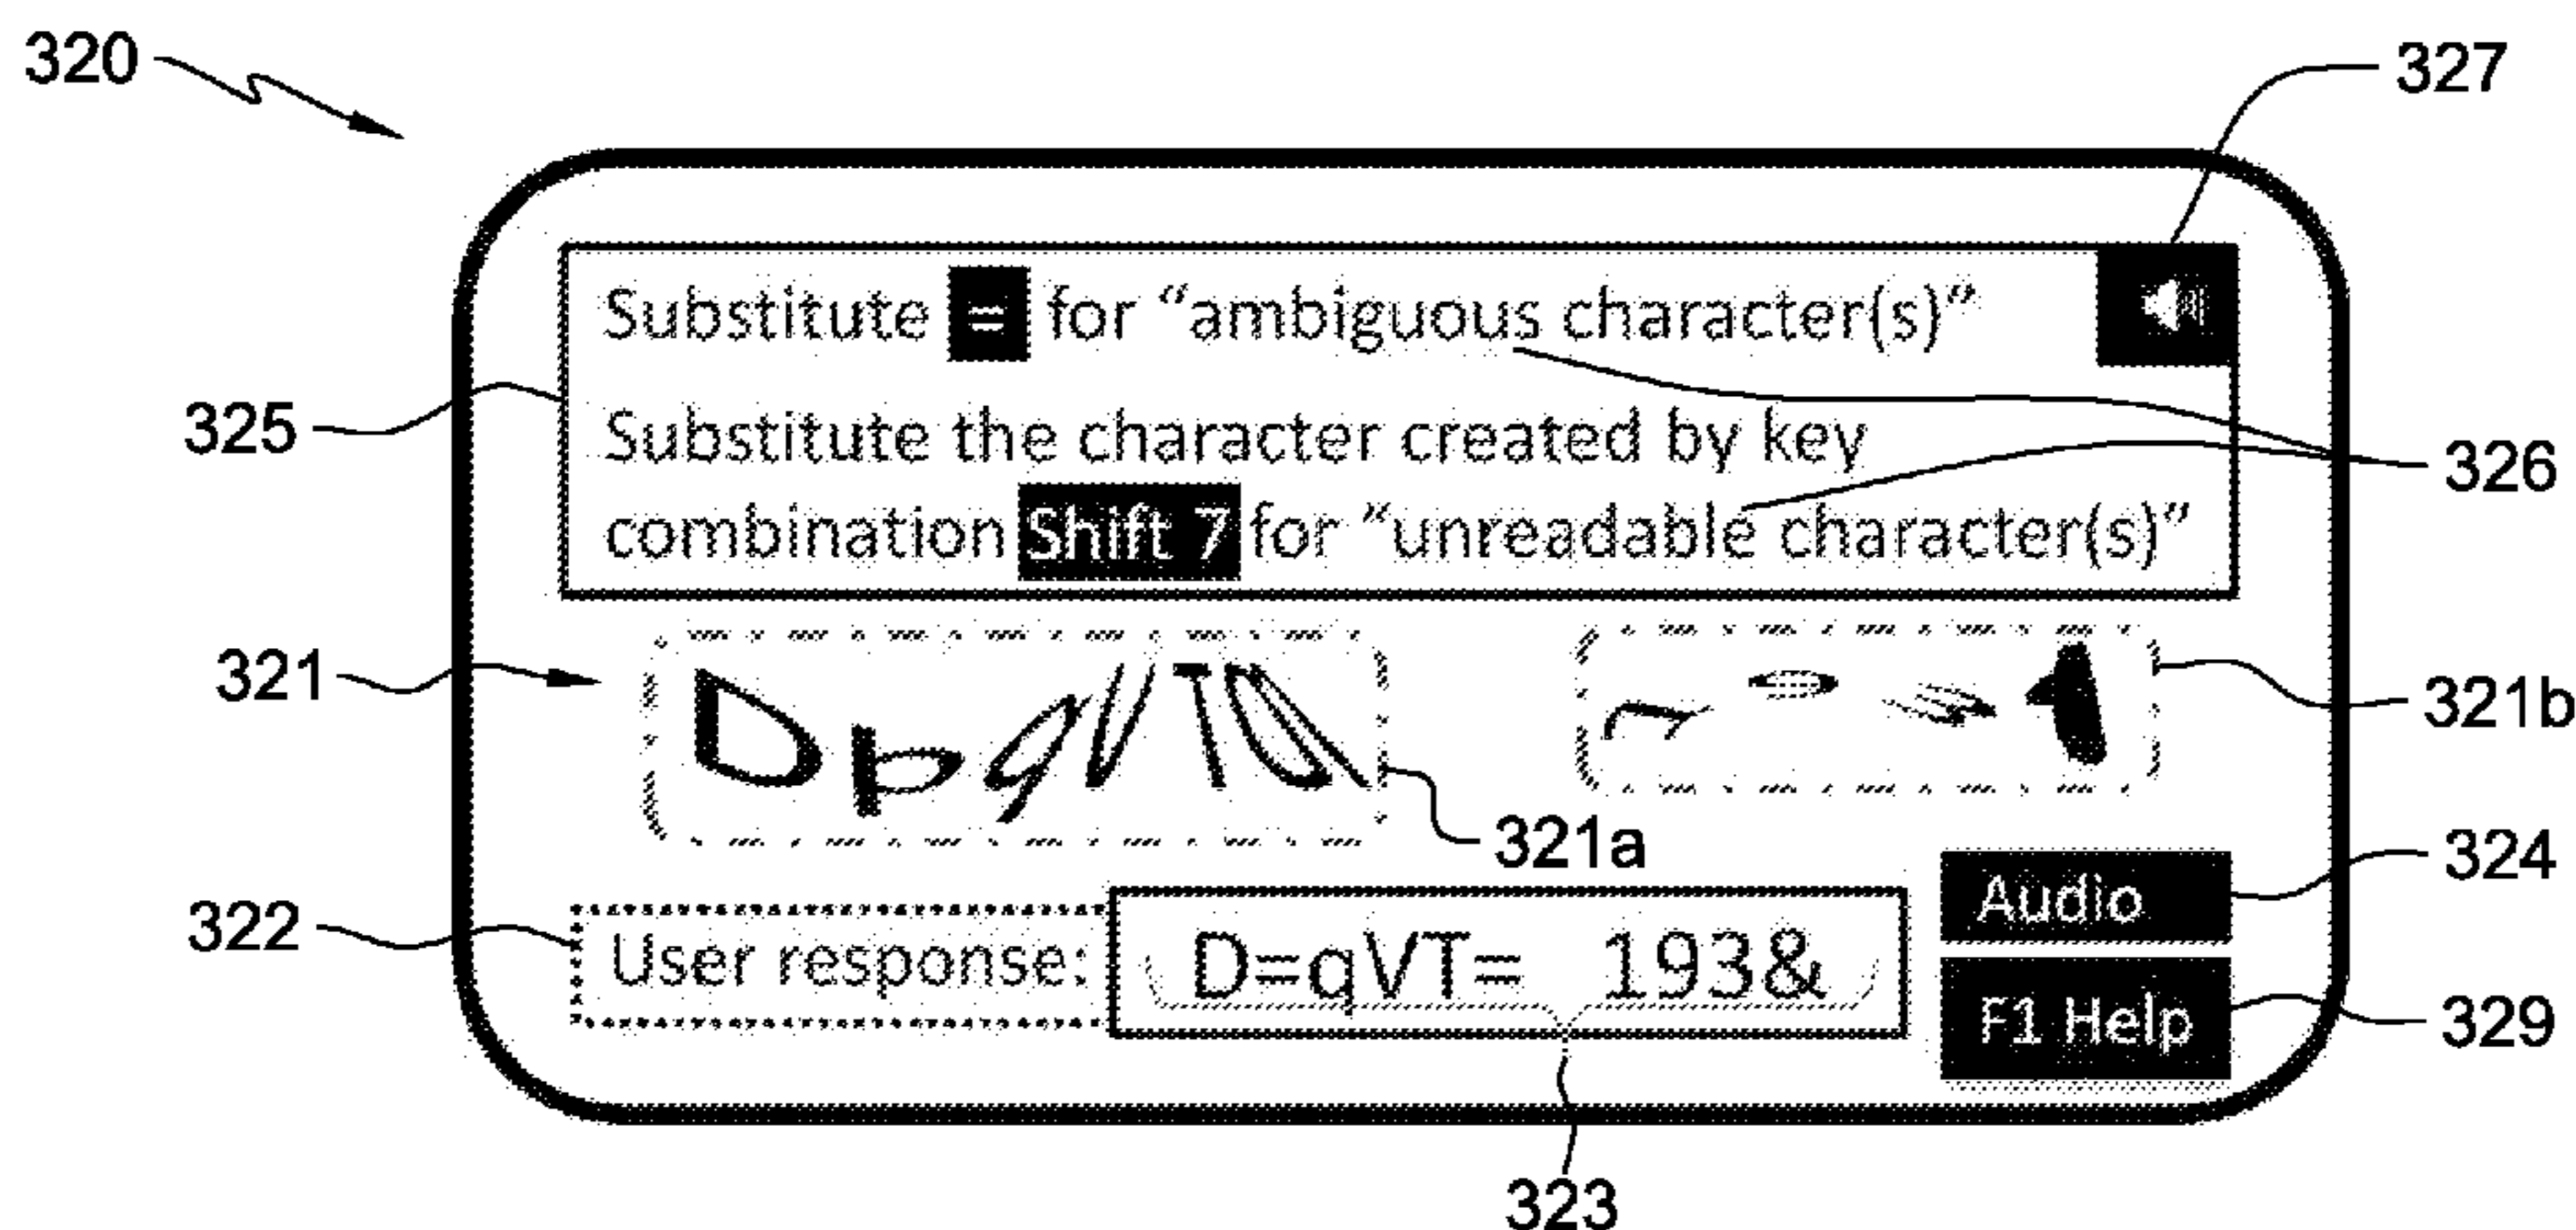 320
327
Substitute = for “ambiguous character(s)”
325
Substitute the character created by key
326
combination Shift 7 for “unreadable character(s)”
321
321b
321a
324
Audio
322
User response: D=qVT= 193&
F1 Help
329
323